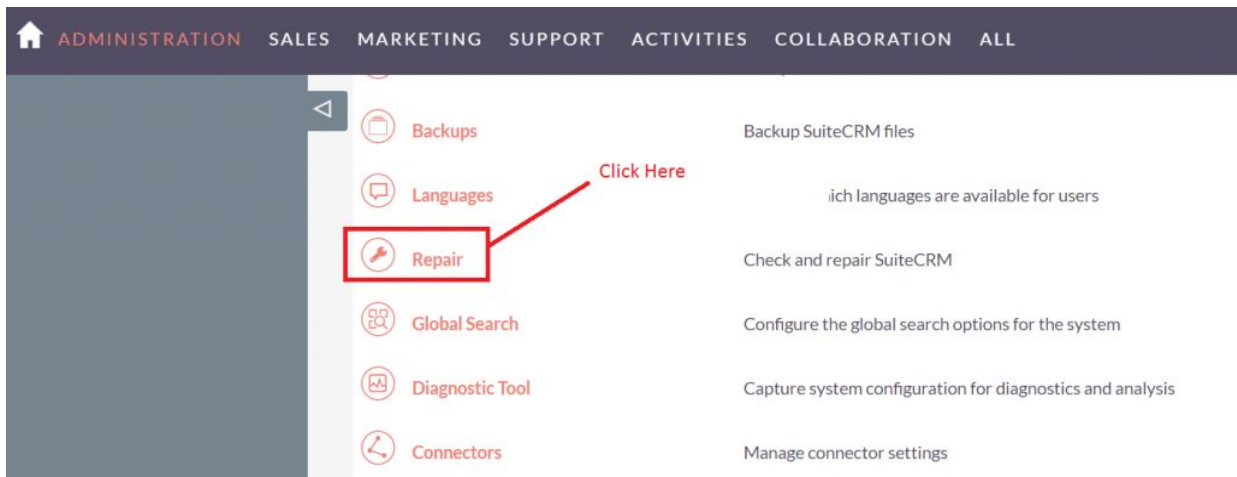 ADMINISTRATION SALES MARKETING SUPPORT ACTIVITIES COLLABORATION ALL
Backups Backup SuiteCRM files
Click Here
Languages languages are available for users
Repair Check and repair SuiteCRM
Global Search Configure the global search options for the system
Diagnostic Tool Capture system configuration for diagnostics and analysis
Connectors Manage connector settings